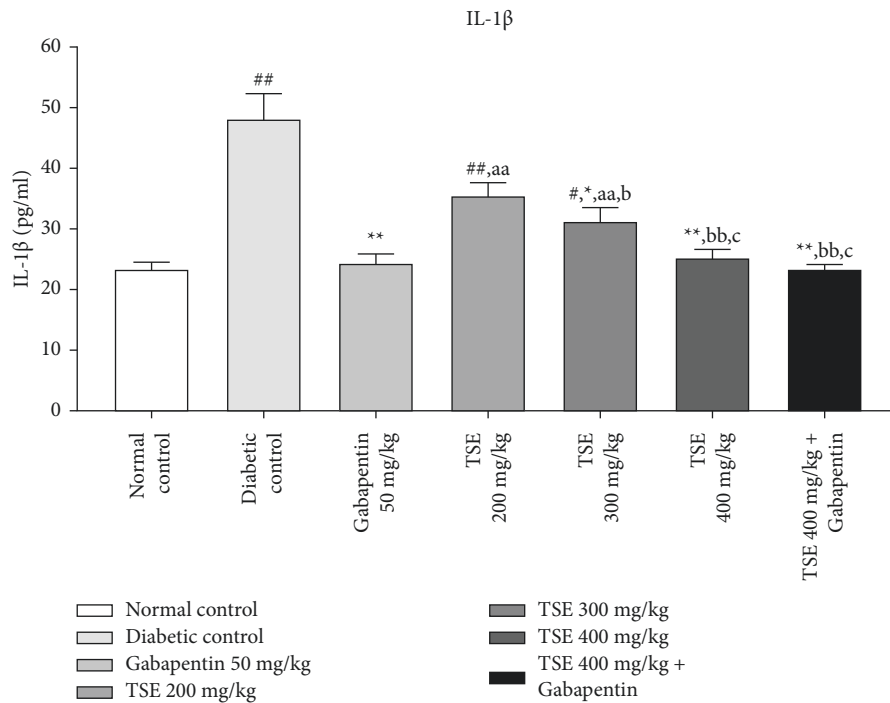 IL-1β
IL-1β (pg/ml)
60
50
40
30
20
10
0
##
**
##,aa
#,*,aa,b
**,bb,c
**,bb,c
Normal
control
Diabetic
control
Gabapentin
50 mg/kg
TSE
200 mg/kg
TSE
300 mg/kg
TSE
400 mg/kg
TSE 400 mg/kg +
Gabapentin
Normal control
Diabetic control
Gabapentin 50 mg/kg
TSE 200 mg/kg
TSE 300 mg/kg
TSE 400 mg/kg
TSE 400 mg/kg +
Gabapentin